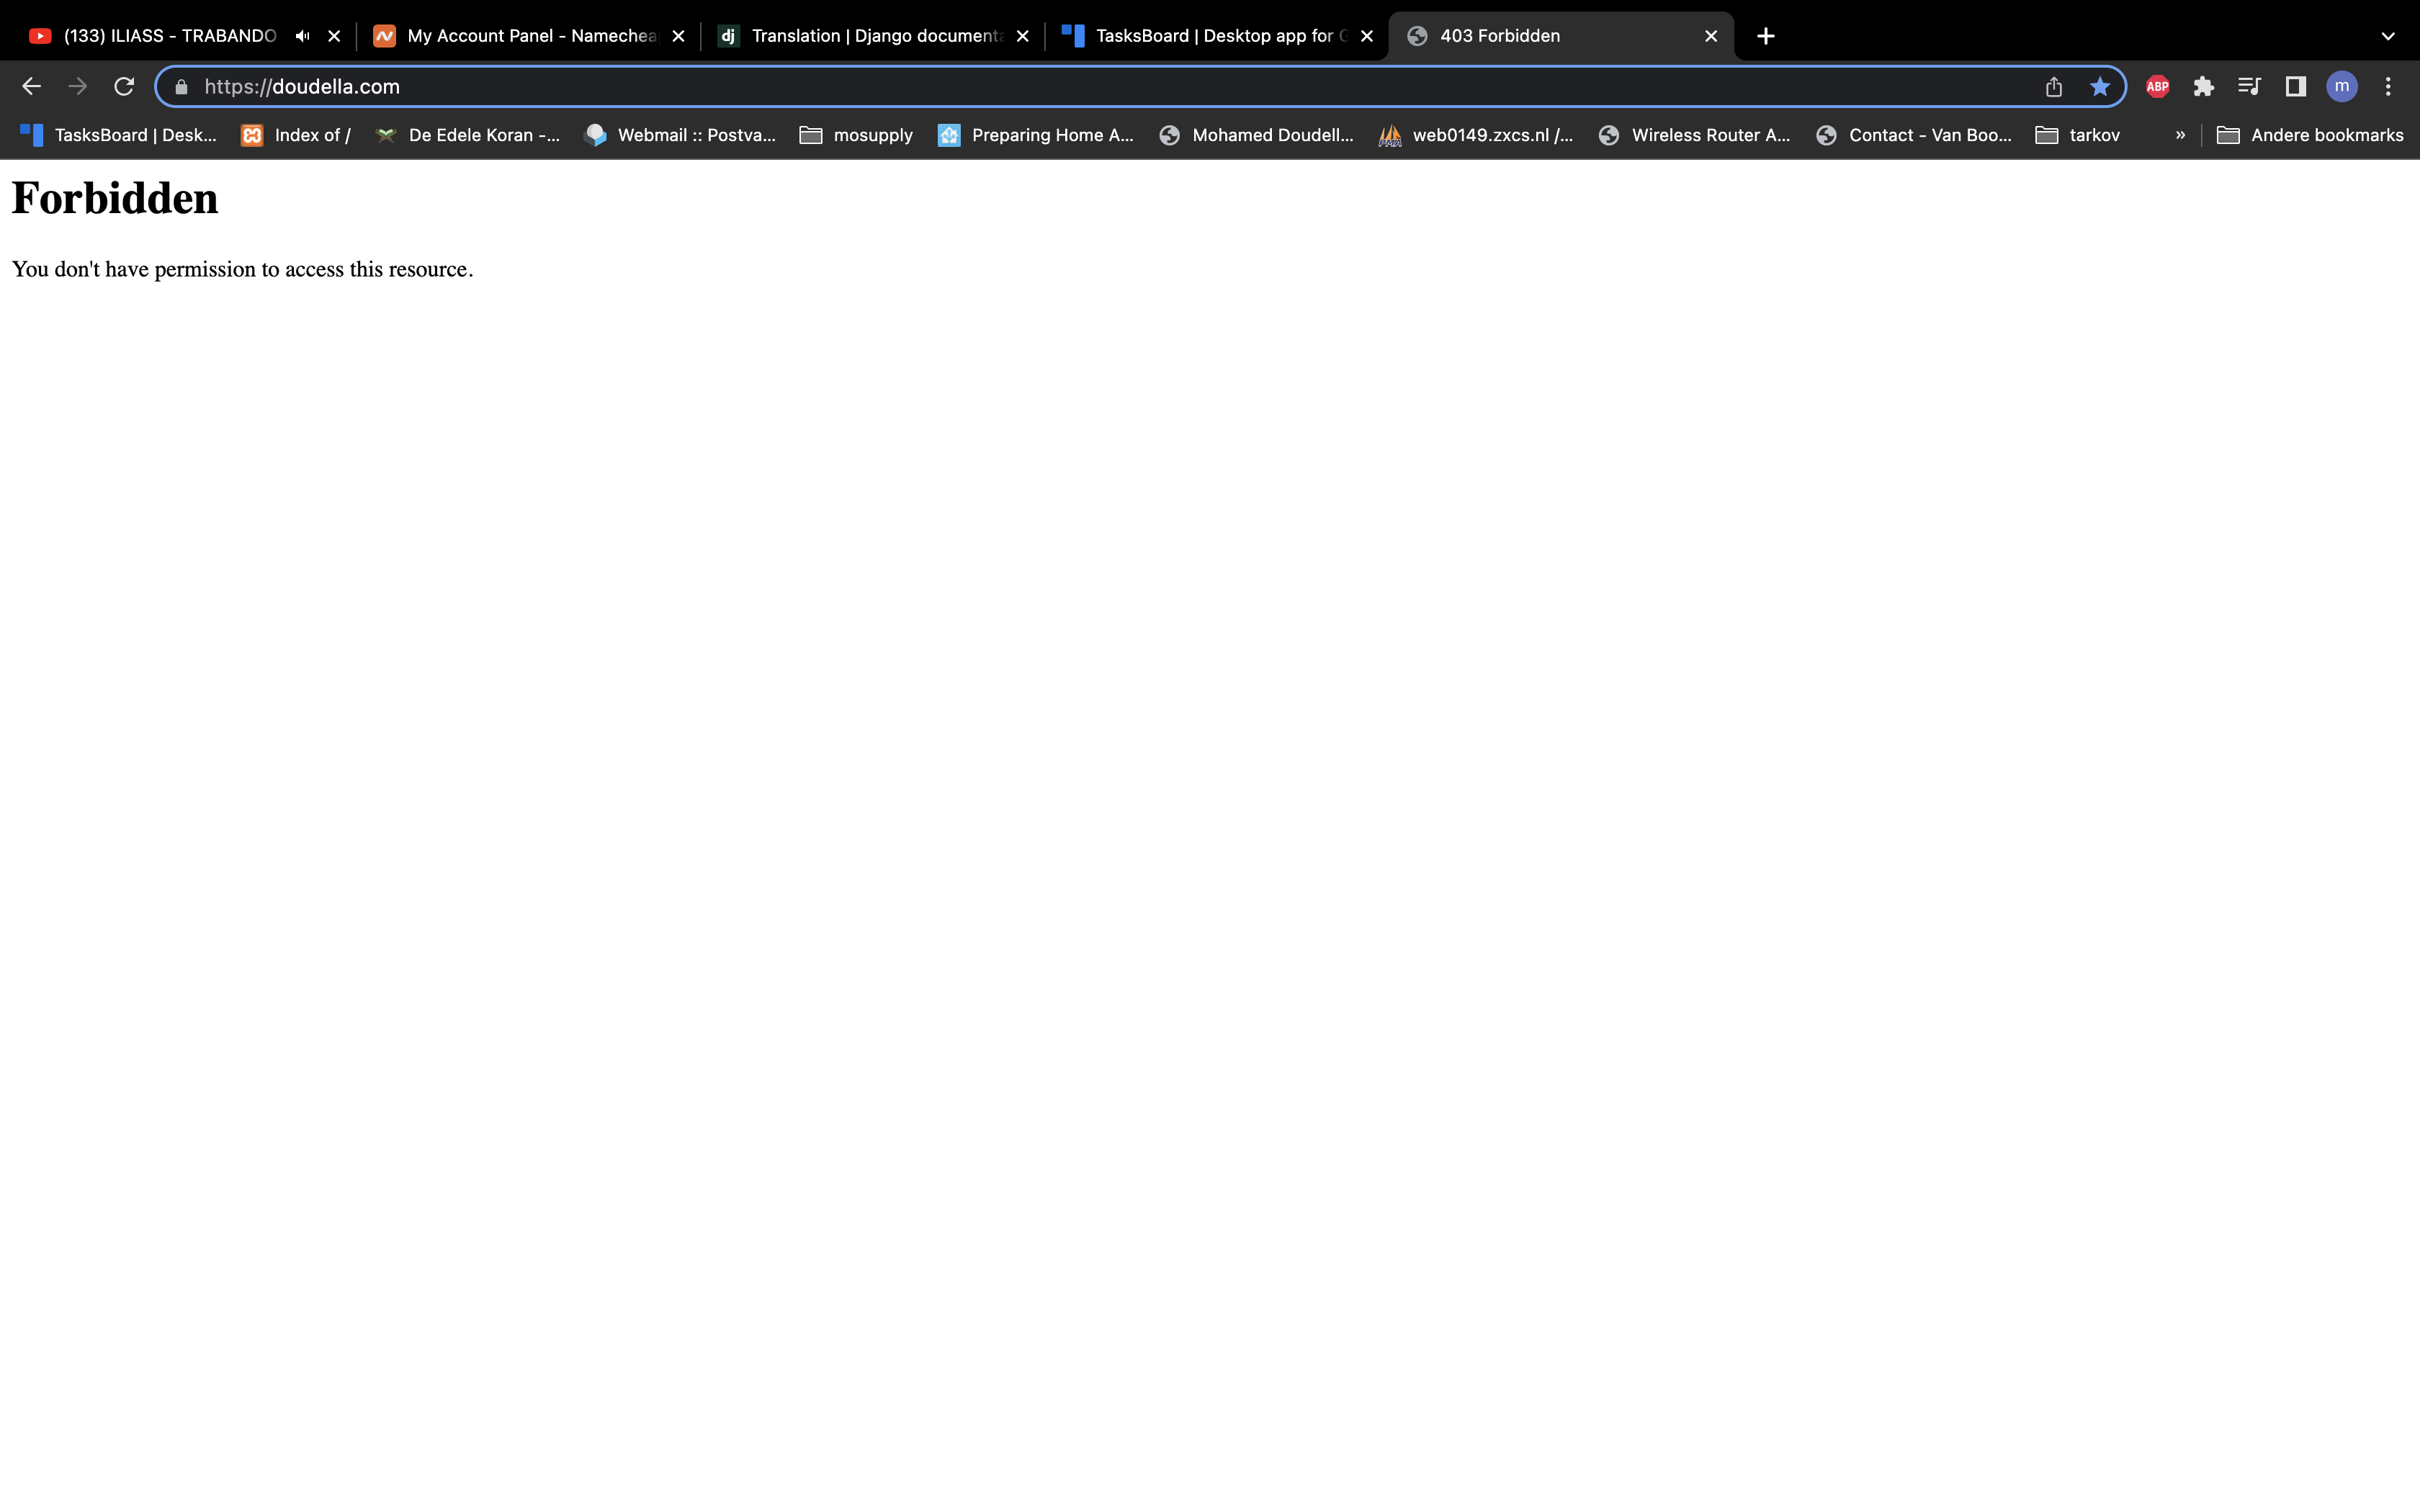 (133) ILIASS - TRABANDO
My Account Panel - Namechea
dj Translation | Django documenta
TasksBoard | Desktop app for G
403 Forbidden
https://doudella.com
ABP
m
TasksBoard | Desk...
Index of /
De Edele Koran -...
Webmail :: Postva...
mosupply
Preparing Home A...
Mohamed Doudell...
PMA
web0149.zxcs.nl /...
Wireless Router A...
Contact - Van Boo...
tarkov
»
Andere bookmarks
Forbidden
You don't have permission to access this resource.